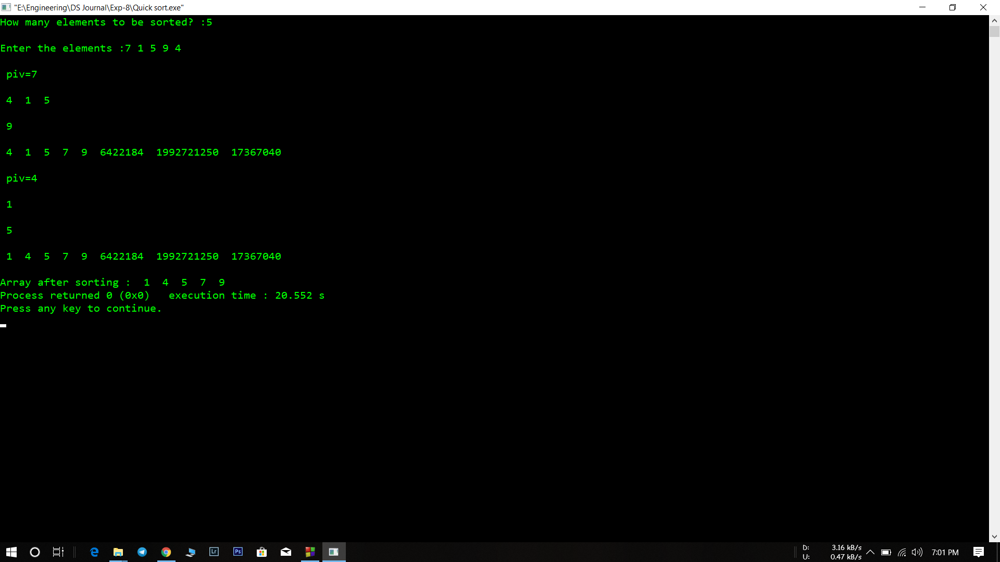 "E:\Engineering\DS Journal\Exp-8\Quick sort.exe"
How many elements to be sorted? :5
Enter the elements :7 1 5 9 4
piv=7
4  1  5
9
4  1  5  7  9  6422184  1992721250  17367040
piv=4
1
5
1  4  5  7  9  6422184  1992721250  17367040
Array after sorting :  1  4  5  7  9
Process returned 0 (0x0)   execution time : 20.552 s
Press any key to continue.
Lr
Ps
D: 3.16 kB/s
U: 0.47 kB/s
7:01 PM